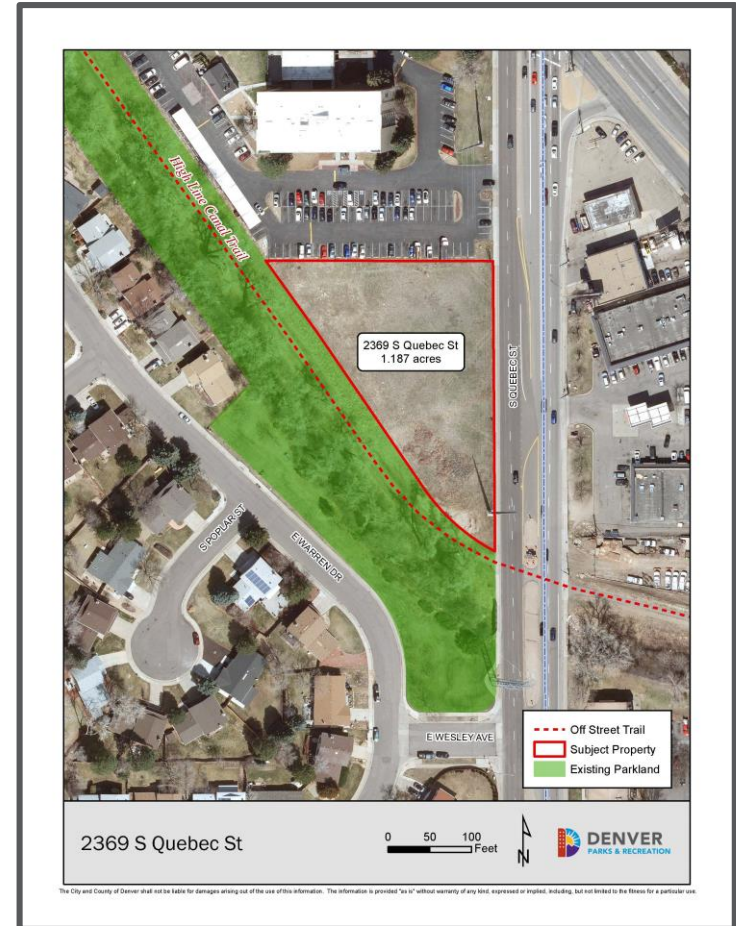 High Line Canal Trail
2369 S Quebec St
1.187 acres
S QUEBEC ST
S POPLAR ST
E WARREN DR
E WESLEY AVE
Off Street Trail
Subject Property
Existing Parkland
2369 S Quebec St
0 50 100
Feet
N
DENVER
PARKS & RECREATION
The City and County of Denver shall not be liable for damages arising out of the use of this information. The information is provided "as is" without warranty of any kind, expressed or implied, including, but not limited to the fitness for a particular use.